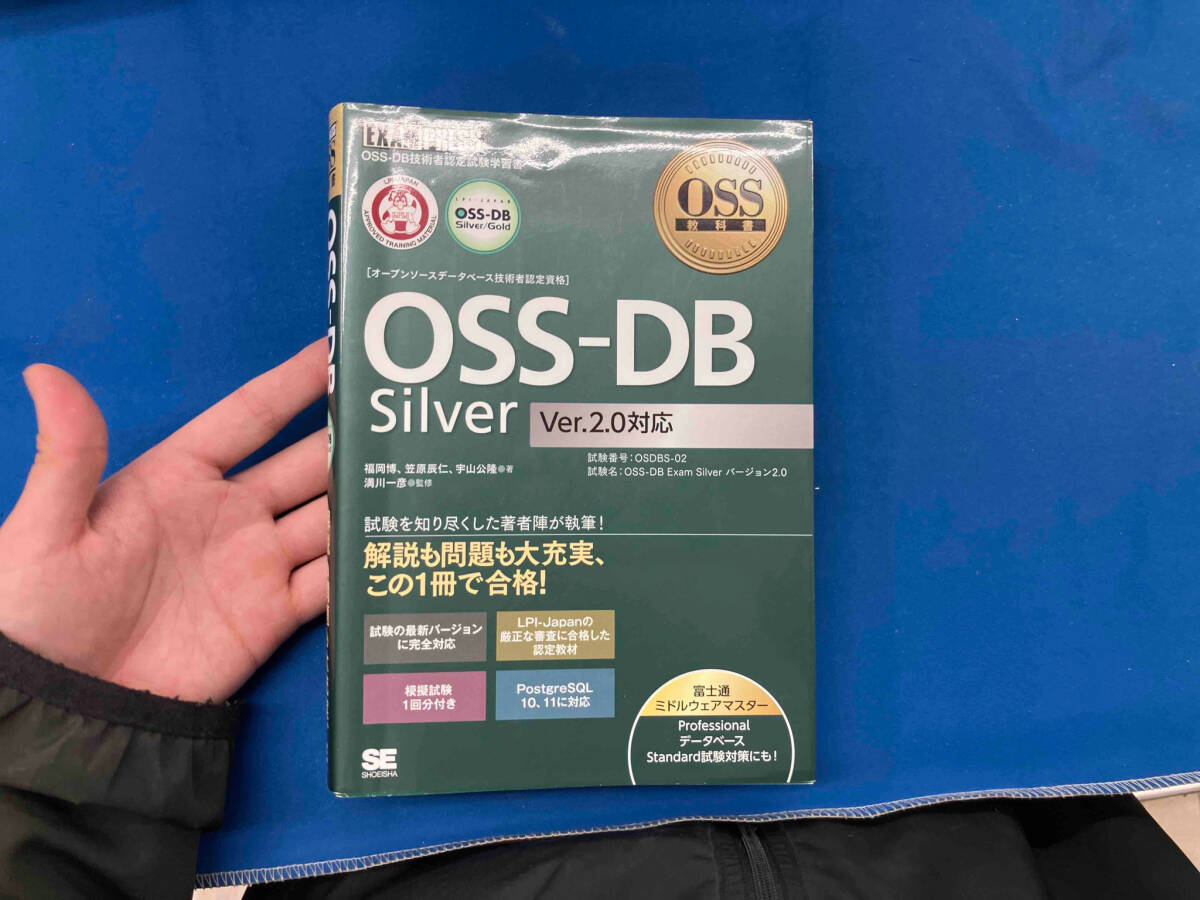 EXAMPRESS
OSS-DB技術者認定試験学習書
LPI-JAPAN
APPROVED TRAINING MATERIAL
LPI-JAPAN
OSS-DB
Silver/Gold
OSS
教科書
[オープンソースデータベース技術者認定資格]
OSS-DB
Silver
Ver.2.0対応
試験番号：OSDBS-02
試験名：OSS-DB Exam Silver バージョン2.0
福岡博、笠原辰仁、宇山公隆●著
溝川一彦●監修
試験を知り尽くした著者陣が執筆！
解説も問題も大充実、
この1冊で合格！
試験の最新バージョン
に完全対応
LPI-Japanの
厳正な審査に合格した
認定教材
模擬試験
1回分付き
PostgreSQL
10、11に対応
富士通
ミドルウェアマスター
Professional
データベース
Standard試験対策にも！
SE
SHOEISHA
OSS-DB